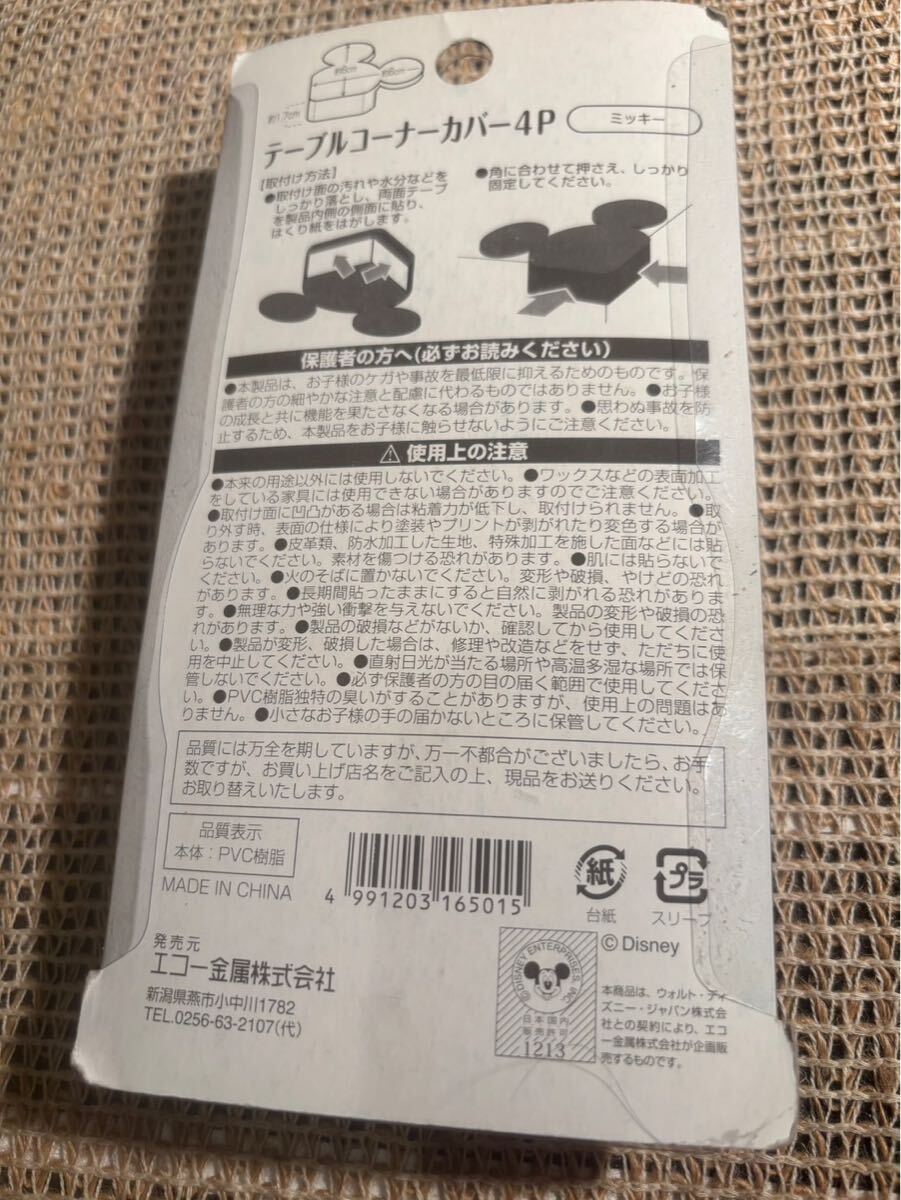 約6cm
約6cm
約1.7cm
テーブルコーナーカバー4P
ミッキー
【取付け方法】
●取付け面の汚れや水分などを
しっかり落とし、両面テープ
を製品内側の側面に貼り、
はくり紙をはがします。
●角に合わせて押さえ、しっかり
固定してください。
保護者の方へ(必ずお読みください)
●本製品は、お子様のケガや事故を最低限に抑えるためのものです。保
護者の方の細やかな注意と配慮に代わるものではありません。●お子様
の成長と共に機能を果たさなくなる場合があります。●思わぬ事故を防
止するため、本製品をお子様に触らせないようにご注意ください。
⚠ 使用上の注意
●本来の用途以外には使用しないでください。●ワックスなどの表面加工
をしている家具には使用できない場合がありますのでご注意ください。
●取付け面に凹凸がある場合は粘着力が低下し、取付けられません。●取
り外す時、表面の仕様により塗装やプリントが剥がれたり変色する場合が
あります。●皮革類、防水加工した生地、特殊加工を施した面などには貼
らないでください。素材を傷つける恐れがあります。●肌には貼らないで
ください。●火のそばに置かないでください。変形や破損、やけどの恐れ
があります。●長期間貼ったままにすると自然に剥がれる恐れがありま
す。●無理な力や強い衝撃を与えないでください。製品の変形や破損の恐
れがあります。●製品の破損などがないか、確認してから使用してくださ
い。●製品が変形、破損した場合は、修理や改造などをせず、ただちに使
用を中止してください。●直射日光が当たる場所や高温多湿な場所では保
管しないでください。●必ず保護者の方の目の届く範囲で使用してくださ
い。●PVC樹脂独特の臭いがすることがありますが、使用上の問題はあ
りません。●小さなお子様の手の届かないところに保管してください。
品質には万全を期していますが、万一不都合がございましたら、お手
数ですが、お買い上げ店名をご記入の上、現品をお送りください。
お取り替えいたします。
品質表示
本体：PVC樹脂
MADE IN CHINA
4 991203 165015
紙
台紙
プラ
スリーブ
発売元
エコー金属株式会社
新潟県燕市小中川1782
TEL.0256-63-2107(代)
©DISNEY ENTERPRISES, INC.
日本国内
販売許可
1213
©Disney
本商品は、ウォルト・ディ
ズニー・ジャパン株式会
社との契約により、エコ
ー金属株式会社が企画販
売するものです。